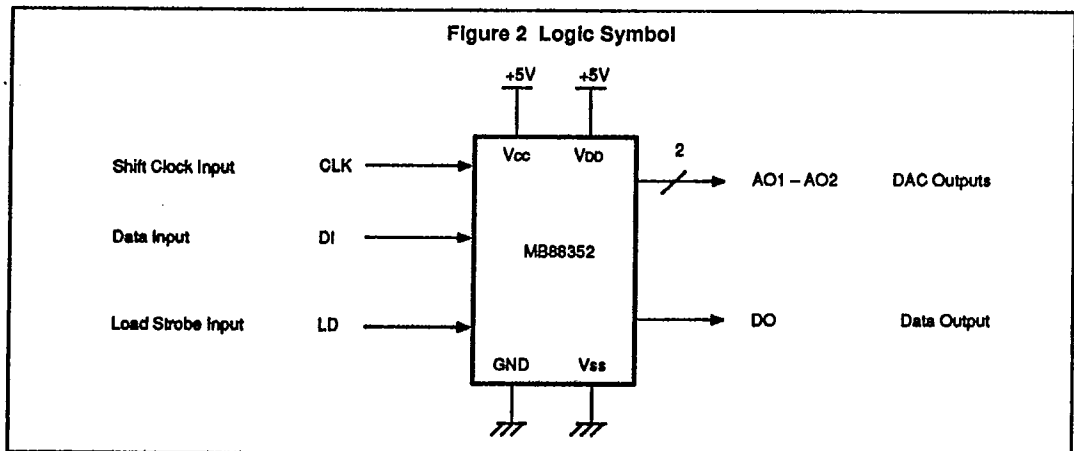 Figure 2 Logic Symbol
+5V +5V
Vcc VDD
2
Shift Clock Input CLK
AO1 – AO2 DAC Outputs
Data Input DI
MB88352
Load Strobe Input LD
DO Data Output
GND Vss